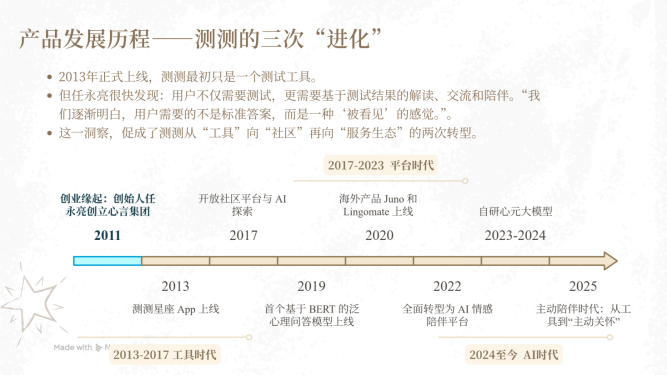 产品发展历程——测测的三次“进化”
2013年正式上线，测测最初只是一个测试工具。
但任永亮很快发现：用户不仅需要测试，更需要基于测试结果的解读、交流和陪伴。“我
们逐渐明白，用户需要的不是标准答案，而是一种‘被看见’的感觉。”。
这一洞察，促成了测测从“工具”向“社区”再向“服务生态”的两次转型。
2017-2023 平台时代
创业缘起：创始人任
永亮创立心言集团
2011
开放社区平台与 AI
探索
2017
海外产品 Juno 和
Lingomate 上线
2020
自研心元大模型
2023-2024
2013
测测星座 App 上线
2019
首个基于 BERT 的泛
心理问答模型上线
2022
全面转型为 AI 情感
陪伴平台
2025
主动陪伴时代：从工
具到“主动关怀”
Made with
2013-2017 工具时代
2024至今 AI时代